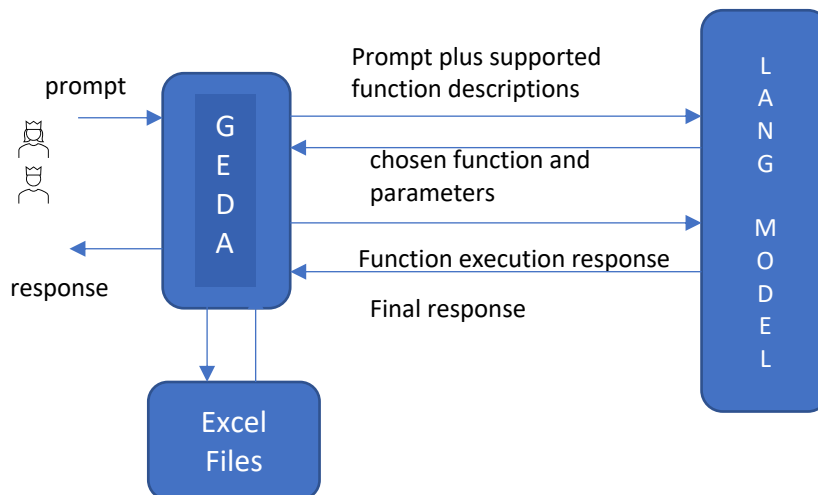 prompt
Prompt plus supported
function descriptions
G
E
D
A
chosen function and
parameters
Function execution response
response
Final response
Excel
Files
L
A
N
G
M
O
D
E
L